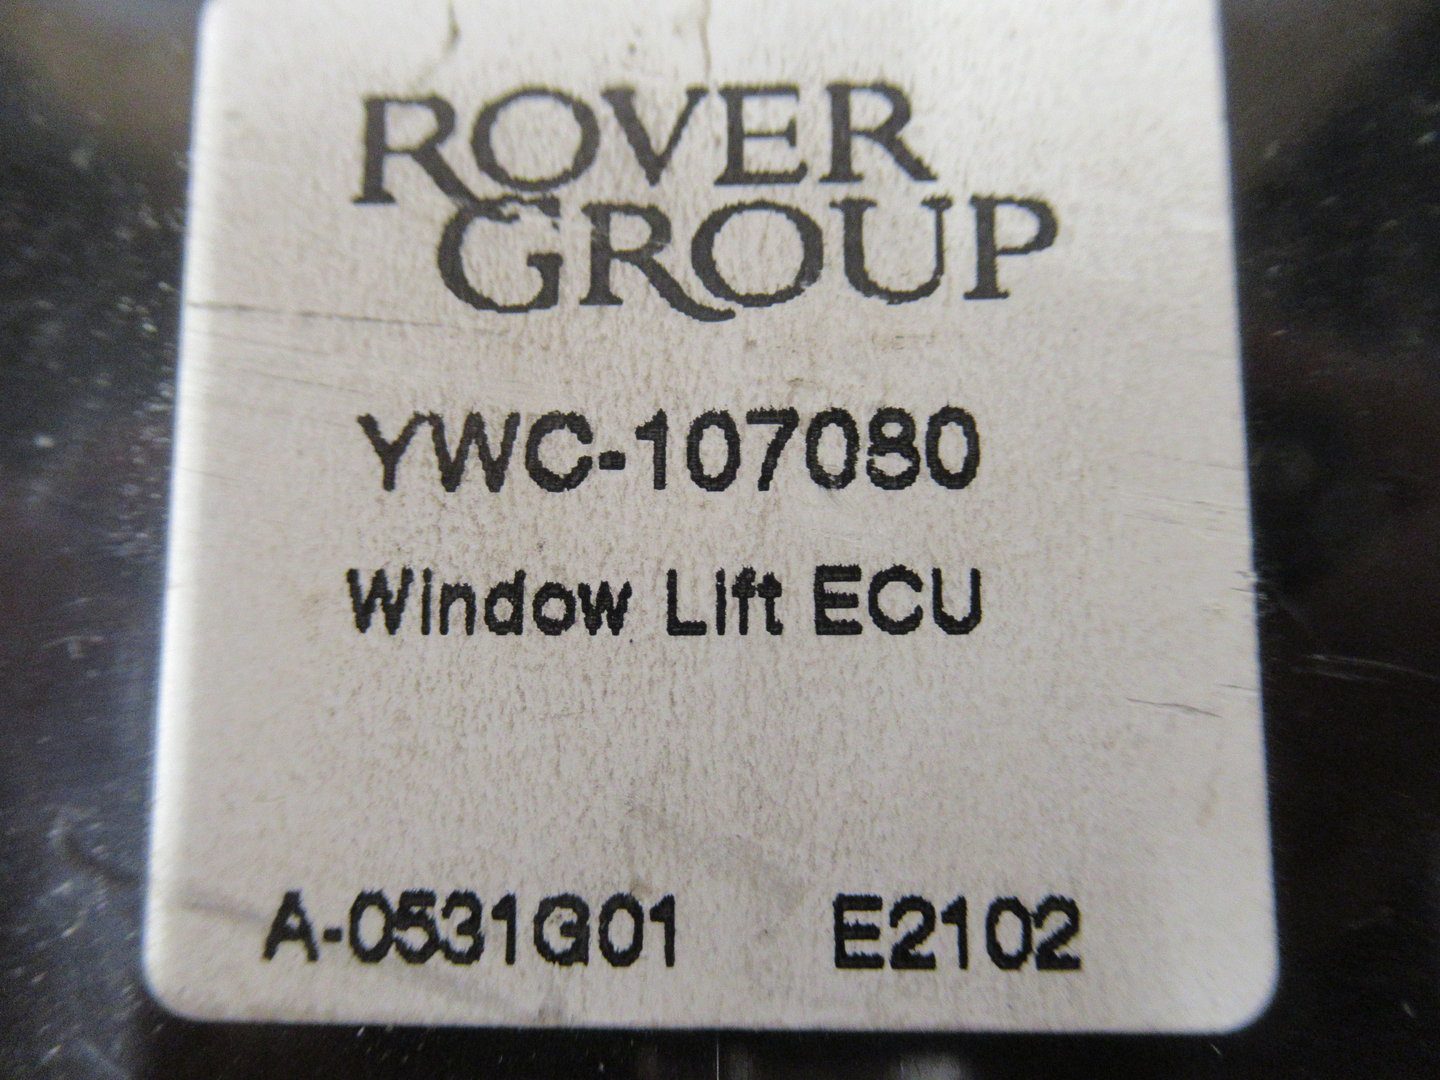 ROVER
GROUP
YWC-107080
Window Lift ECU
A-0531G01 E2102